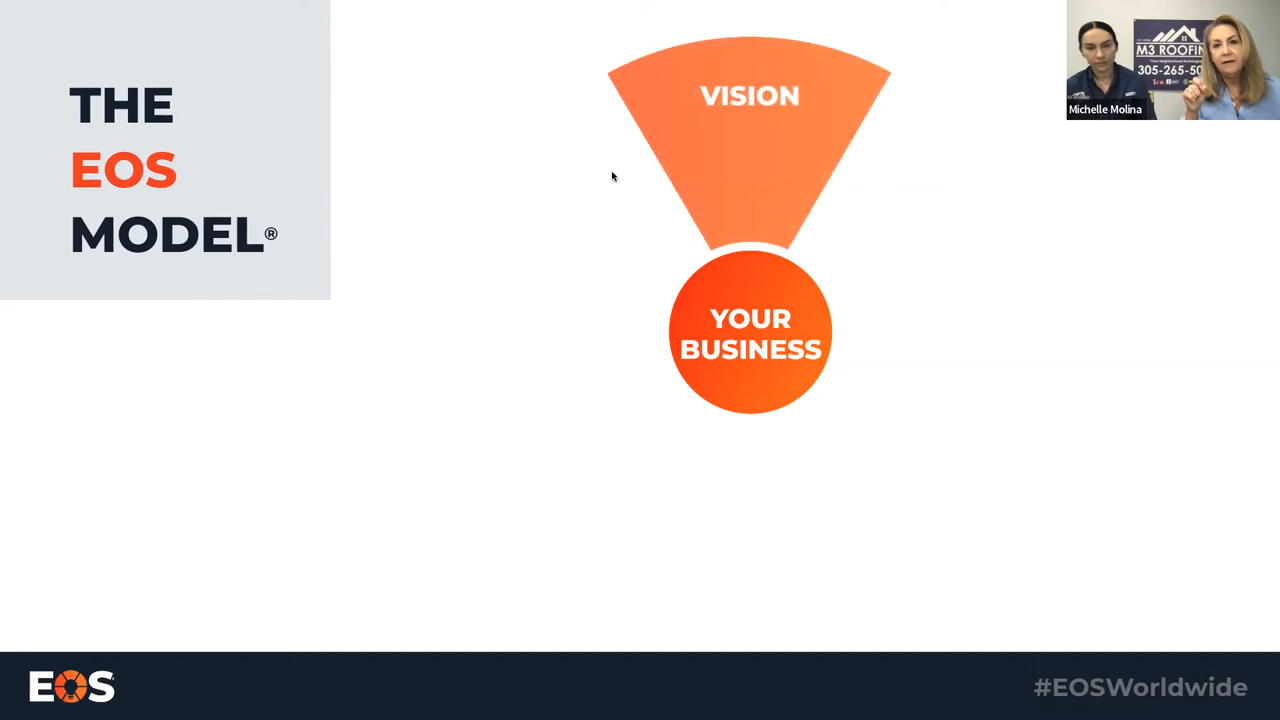 THE
EOS
MODEL®
VISION
YOUR
BUSINESS
M3 ROOFIN
305-265-50
Michelle Molina
EOS
#EOSWorldwide